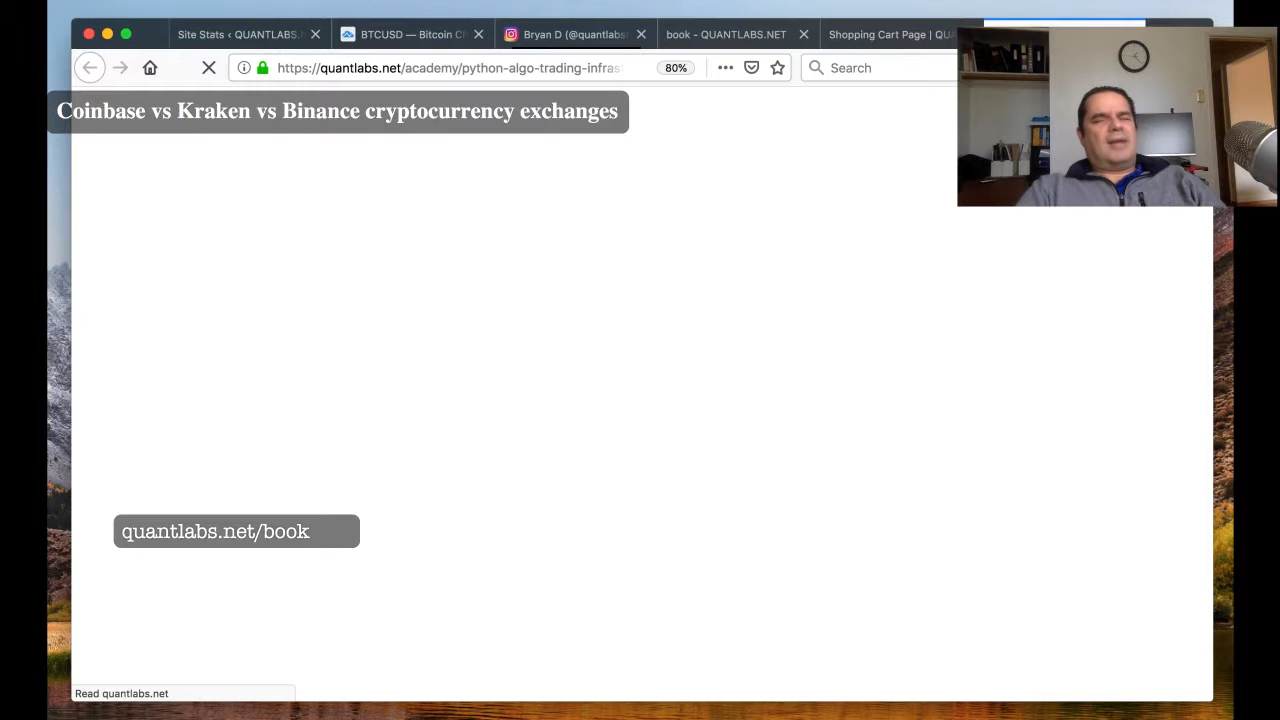 Site Stats ‹ QUANTLABS.
BTCUSD — Bitcoin C
Bryan D (@quantlabs
book - QUANTLABS.NET
Shopping Cart Page | QUA
https://quantlabs.net/academy/python-algo-trading-infras
80%
Search
Coinbase vs Kraken vs Binance cryptocurrency exchanges
quantlabs.net/book
Read quantlabs.net